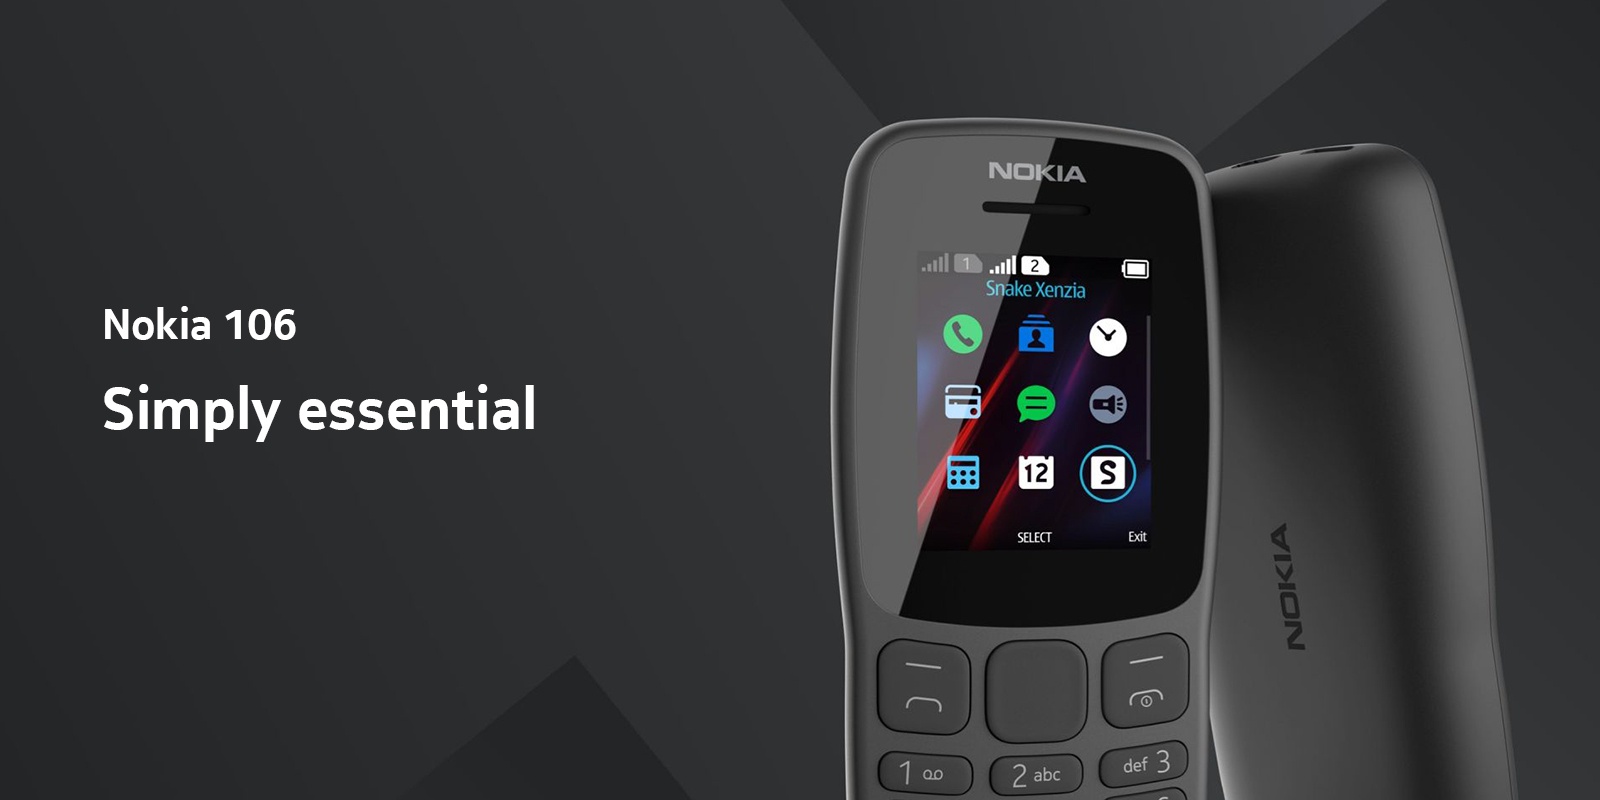 Nokia 106
Simply essential
NOKIA
1 2
Snake Xenzia
12 S
SELECT Exit
NOKIA
1 2 abc def 3